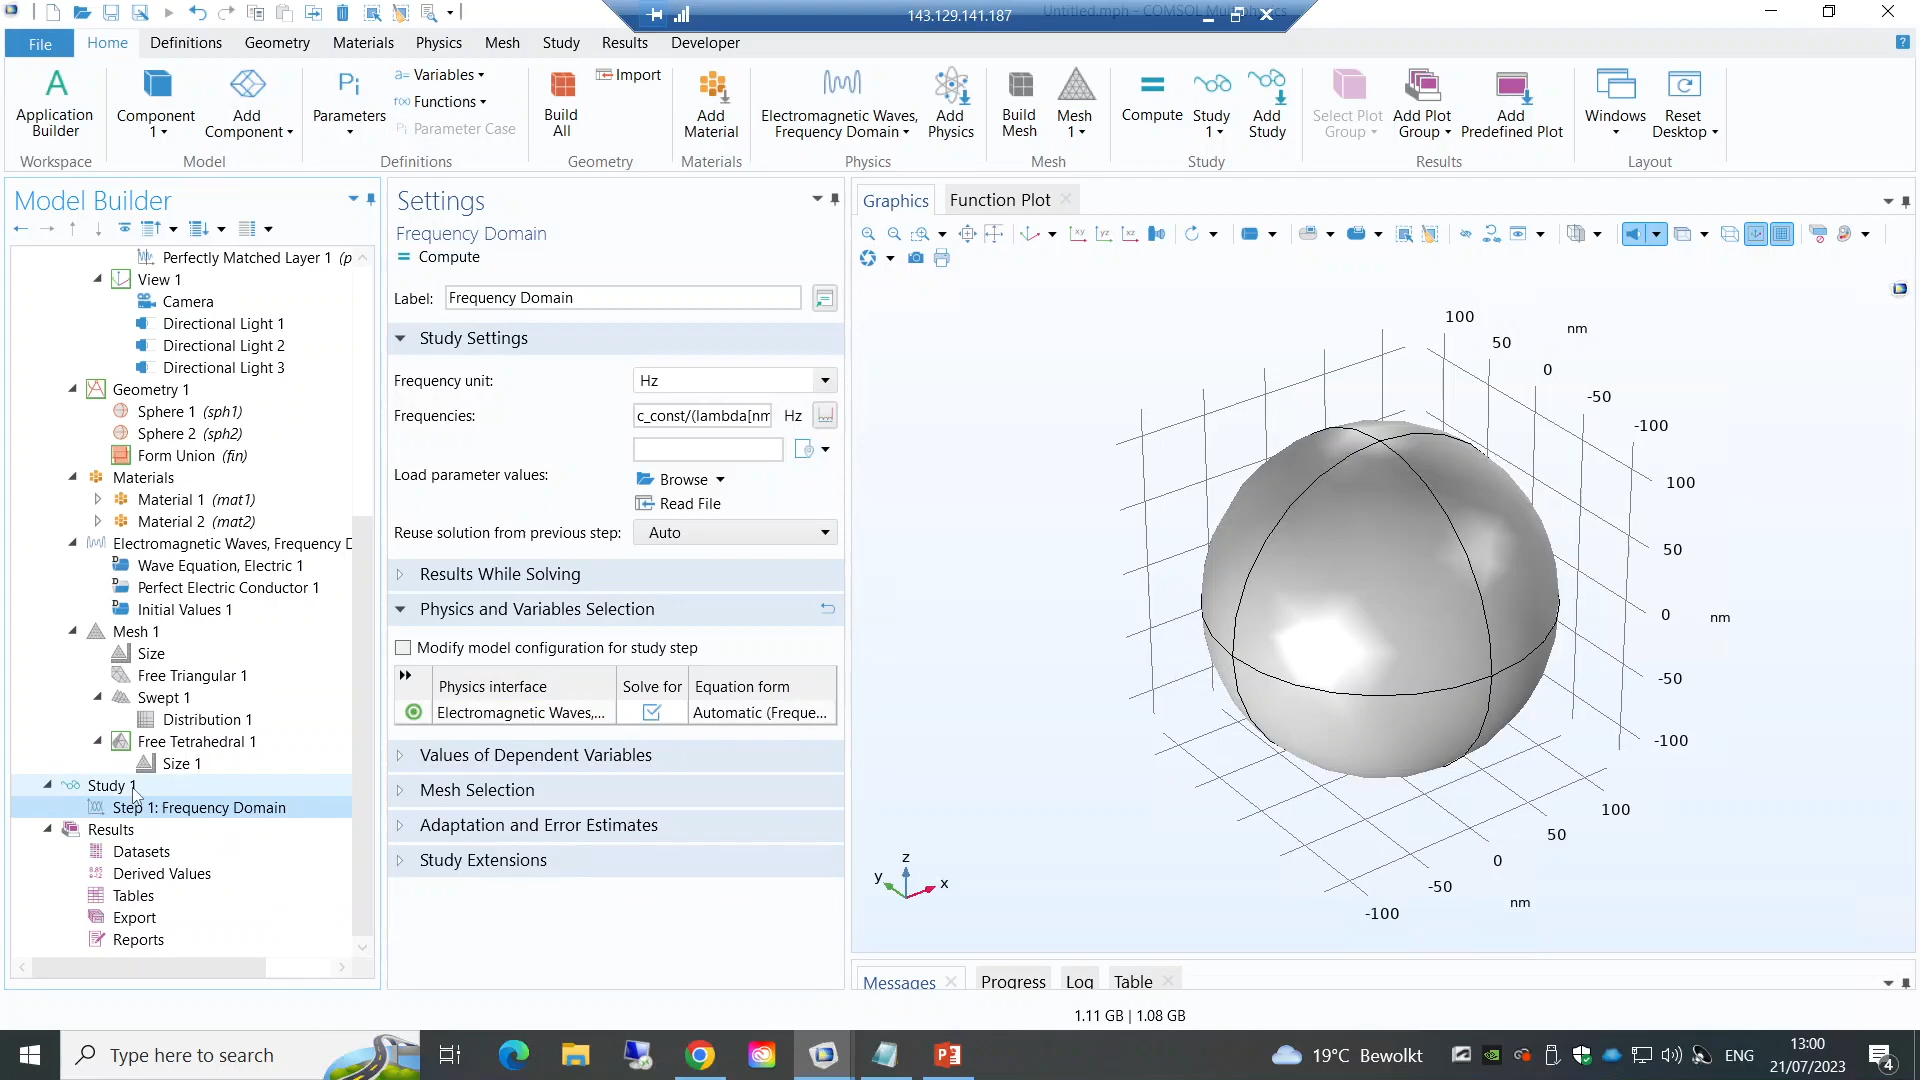 143.129.141.187
Untitled.mph - COMSOL Multiphysics
File
Home
Definitions
Geometry
Materials
Physics
Mesh
Study
Results
Developer
Application
Builder
Workspace
Component
1
Add
Component
Model
Pi
Parameters
a= Variables
f(x) Functions
Pi Parameter Case
Definitions
Build
All
Import
Geometry
Add
Material
Materials
Electromagnetic Waves,
Frequency Domain
Add
Physics
Physics
Build
Mesh
Mesh
1
Mesh
Compute
Study
1
Add
Study
Study
Select Plot
Group
Add Plot
Group
Add
Predefined Plot
Results
Windows
Reset
Desktop
Layout
Model Builder
Perfectly Matched Layer 1 (p
View 1
Camera
Directional Light 1
Directional Light 2
Directional Light 3
Geometry 1
Sphere 1 (sph1)
Sphere 2 (sph2)
Form Union (fin)
Materials
Material 1 (mat1)
Material 2 (mat2)
Electromagnetic Waves, Frequency D
Wave Equation, Electric 1
Perfect Electric Conductor 1
Initial Values 1
Mesh 1
Size
Free Triangular 1
Swept 1
Distribution 1
Free Tetrahedral 1
Size 1
Study 1
Step 1: Frequency Domain
Results
Datasets
Derived Values
Tables
Export
Reports
Settings
Frequency Domain
= Compute
Label: Frequency Domain
Study Settings
Frequency unit: Hz
Frequencies: c_const/(lambda[nm Hz
Load parameter values:
Browse
Read File
Reuse solution from previous step: Auto
Results While Solving
Physics and Variables Selection
Modify model configuration for study step
Physics interface Solve for Equation form
Electromagnetic Waves,... Automatic (Freque...
Values of Dependent Variables
Mesh Selection
Adaptation and Error Estimates
Study Extensions
Graphics
Function Plot
xy
yz
xz
100
50
0
-50
-100
nm
100
50
0
-50
-100
nm
100
50
0
-50
-100
nm
z
y
x
Messages
Progress
Log
Table
1.11 GB | 1.08 GB
Type here to search
19°C Bewolkt
ENG
13:00
21/07/2023
4